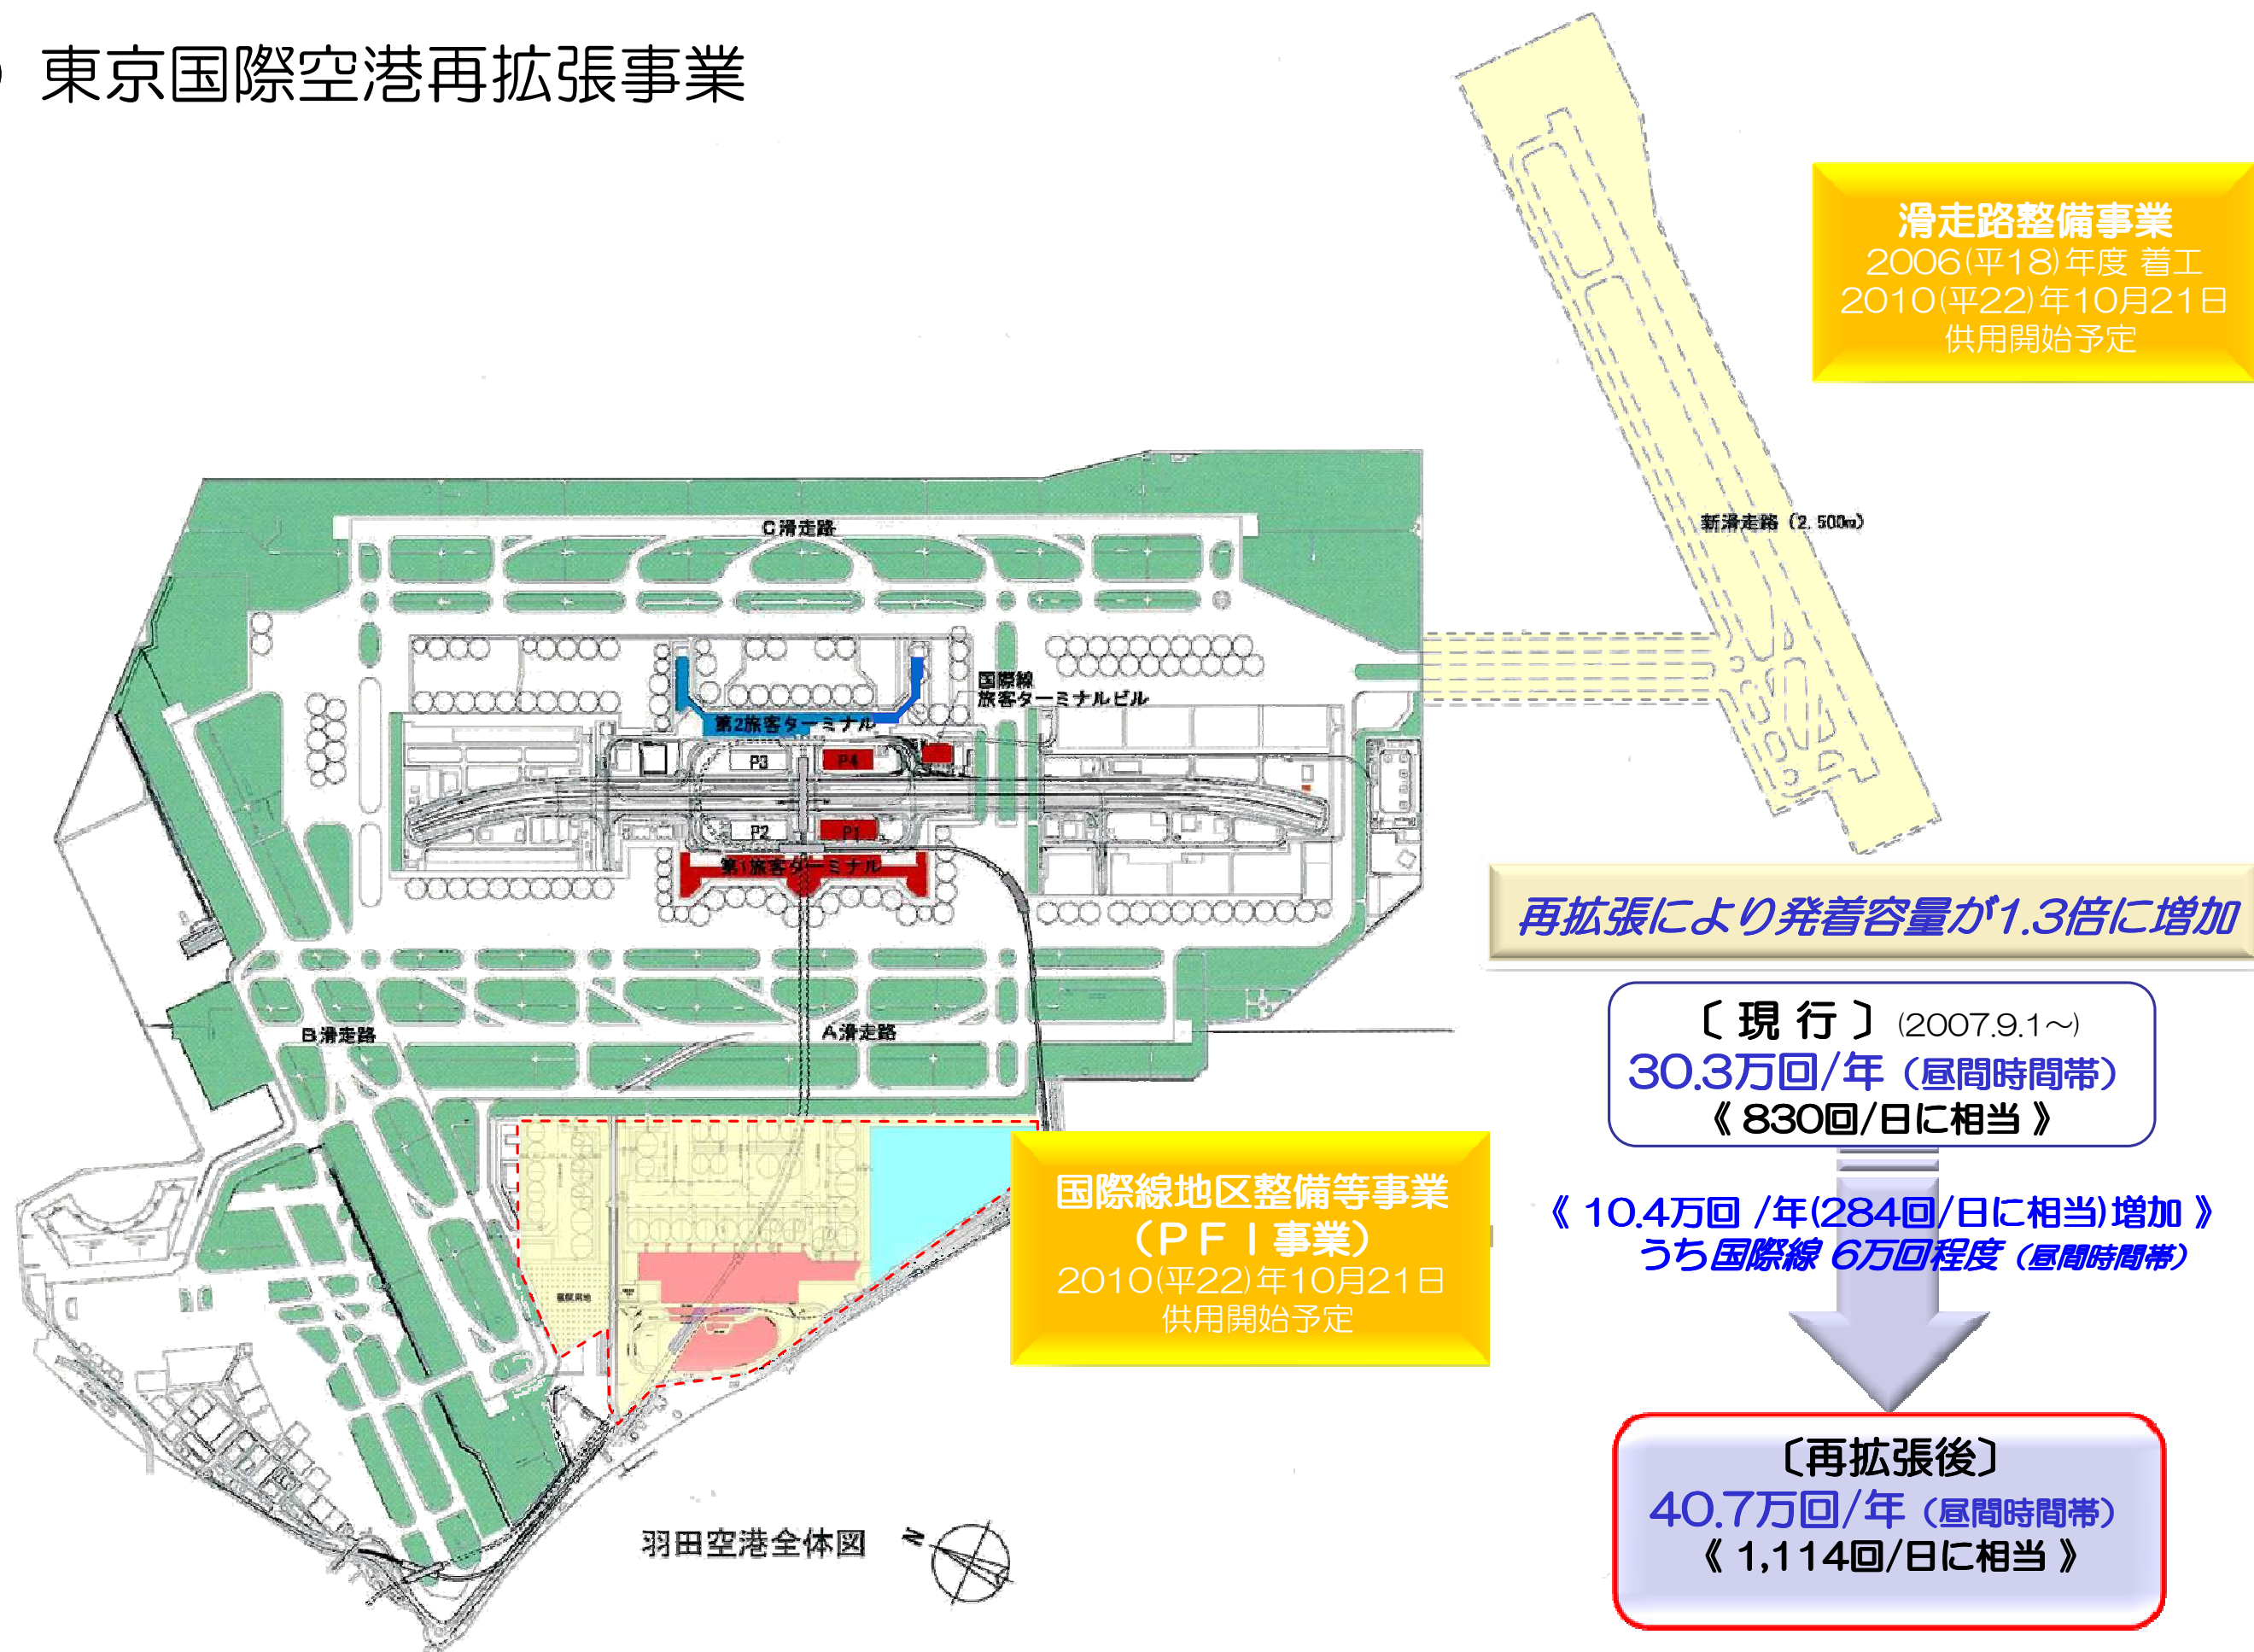 東京国際空港再拡張事業
滑走路整備事業
2006(平18)年度 着工
2010(平22)年10月21日
供用開始予定
新滑走路（2,500m）
C滑走路
国際線
旅客ターミナルビル
第2旅客ターミナル
P3
P4
P2
P1
第1旅客ターミナル
B滑走路
A滑走路
再拡張により発着容量が1.3倍に増加
〔 現 行 〕 (2007.9.1～)
30.3万回/年（昼間時間帯）
《 830回/日に相当 》
《 10.4万回 /年(284回/日に相当)増加 》
うち国際線 6万回程度（昼間時間帯）
〔再拡張後〕
40.7万回/年（昼間時間帯）
《 1,114回/日に相当 》
国際線地区整備等事業
（ＰＦＩ事業）
2010(平22)年10月21日
供用開始予定
羽田空港全体図
N